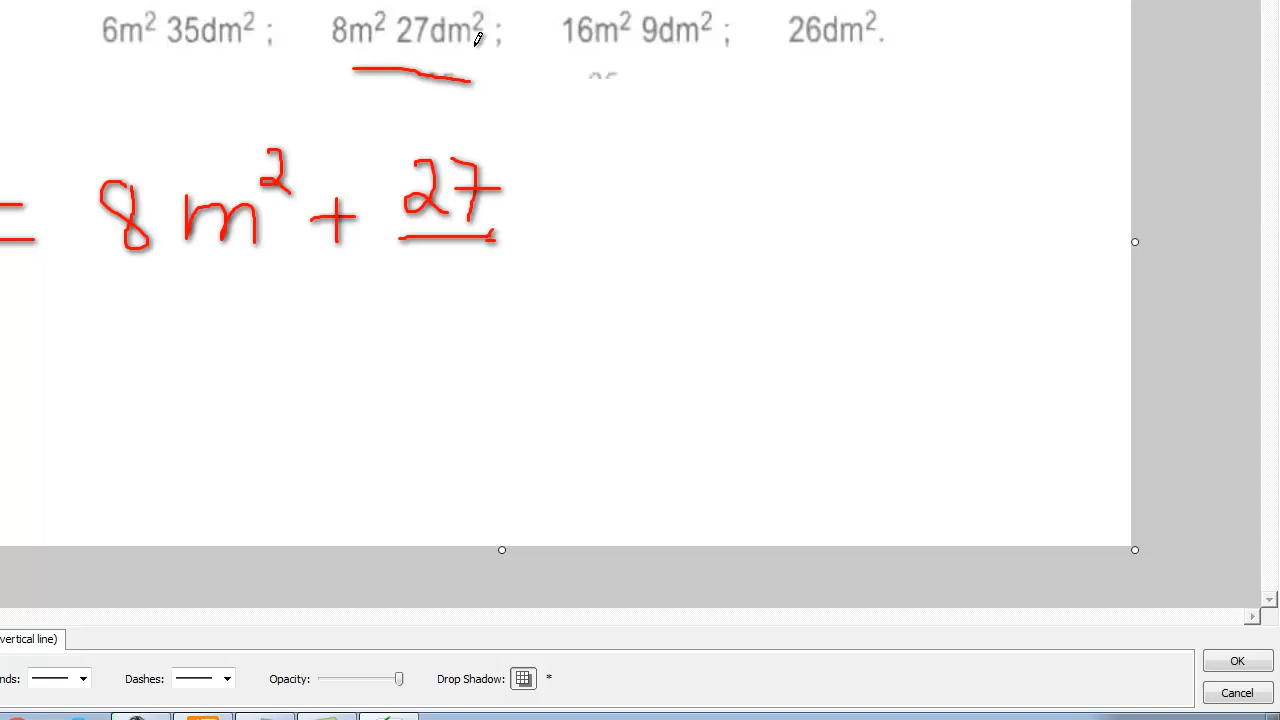 6m² 35dm² ; 8m² 27dm² ; 16m² 9dm² ; 26dm².
= 8 m² + 27
vertical line)
nds: Dashes: Opacity: Drop Shadow: *
OK
Cancel